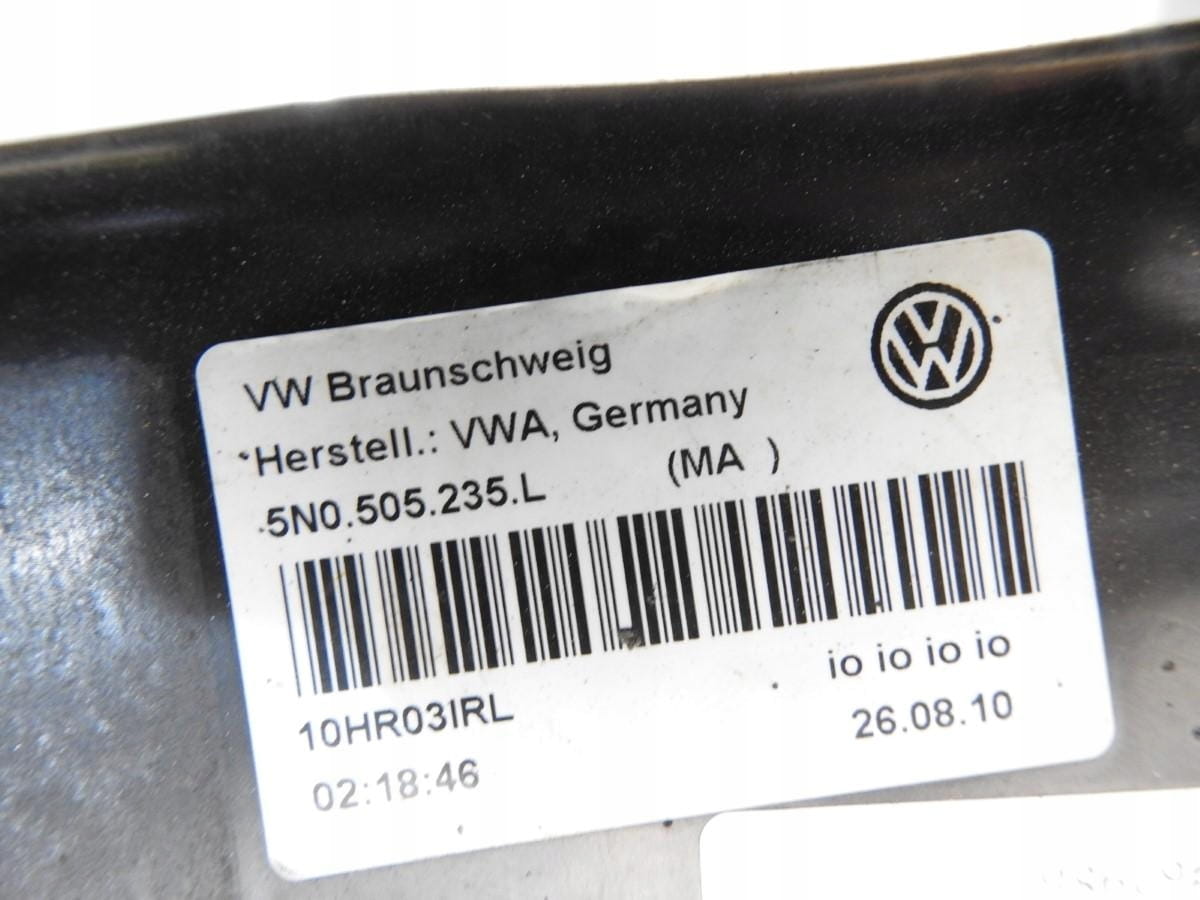 VW Braunschweig
Herstell.: VWA, Germany
5N0.505.235.L (MA )
10HR03IRL
io io io io
02:18:46
26.08.10